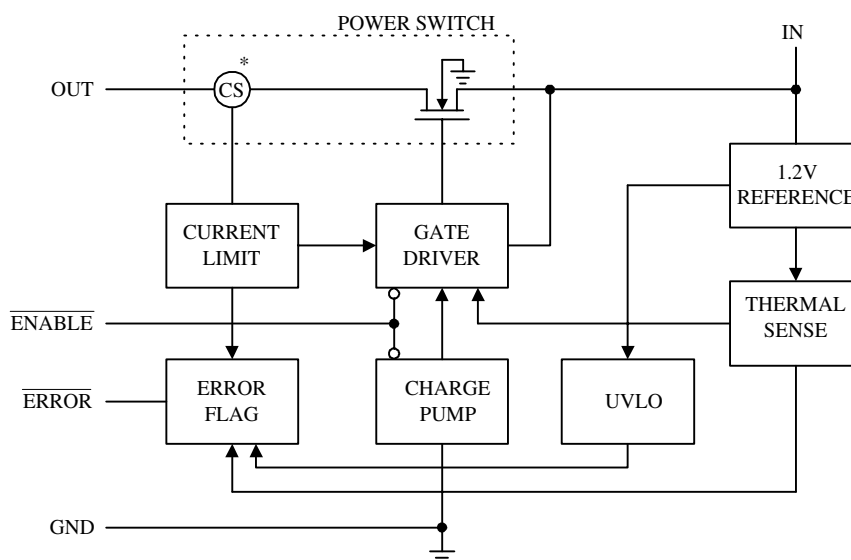 POWER SWITCH
IN
*
OUT
CS
1.2V
REFERENCE
CURRENT
LIMIT
GATE
DRIVER
THERMAL
SENSE
ENABLE
ERROR
FLAG
CHARGE
PUMP
UVLO
ERROR
GND